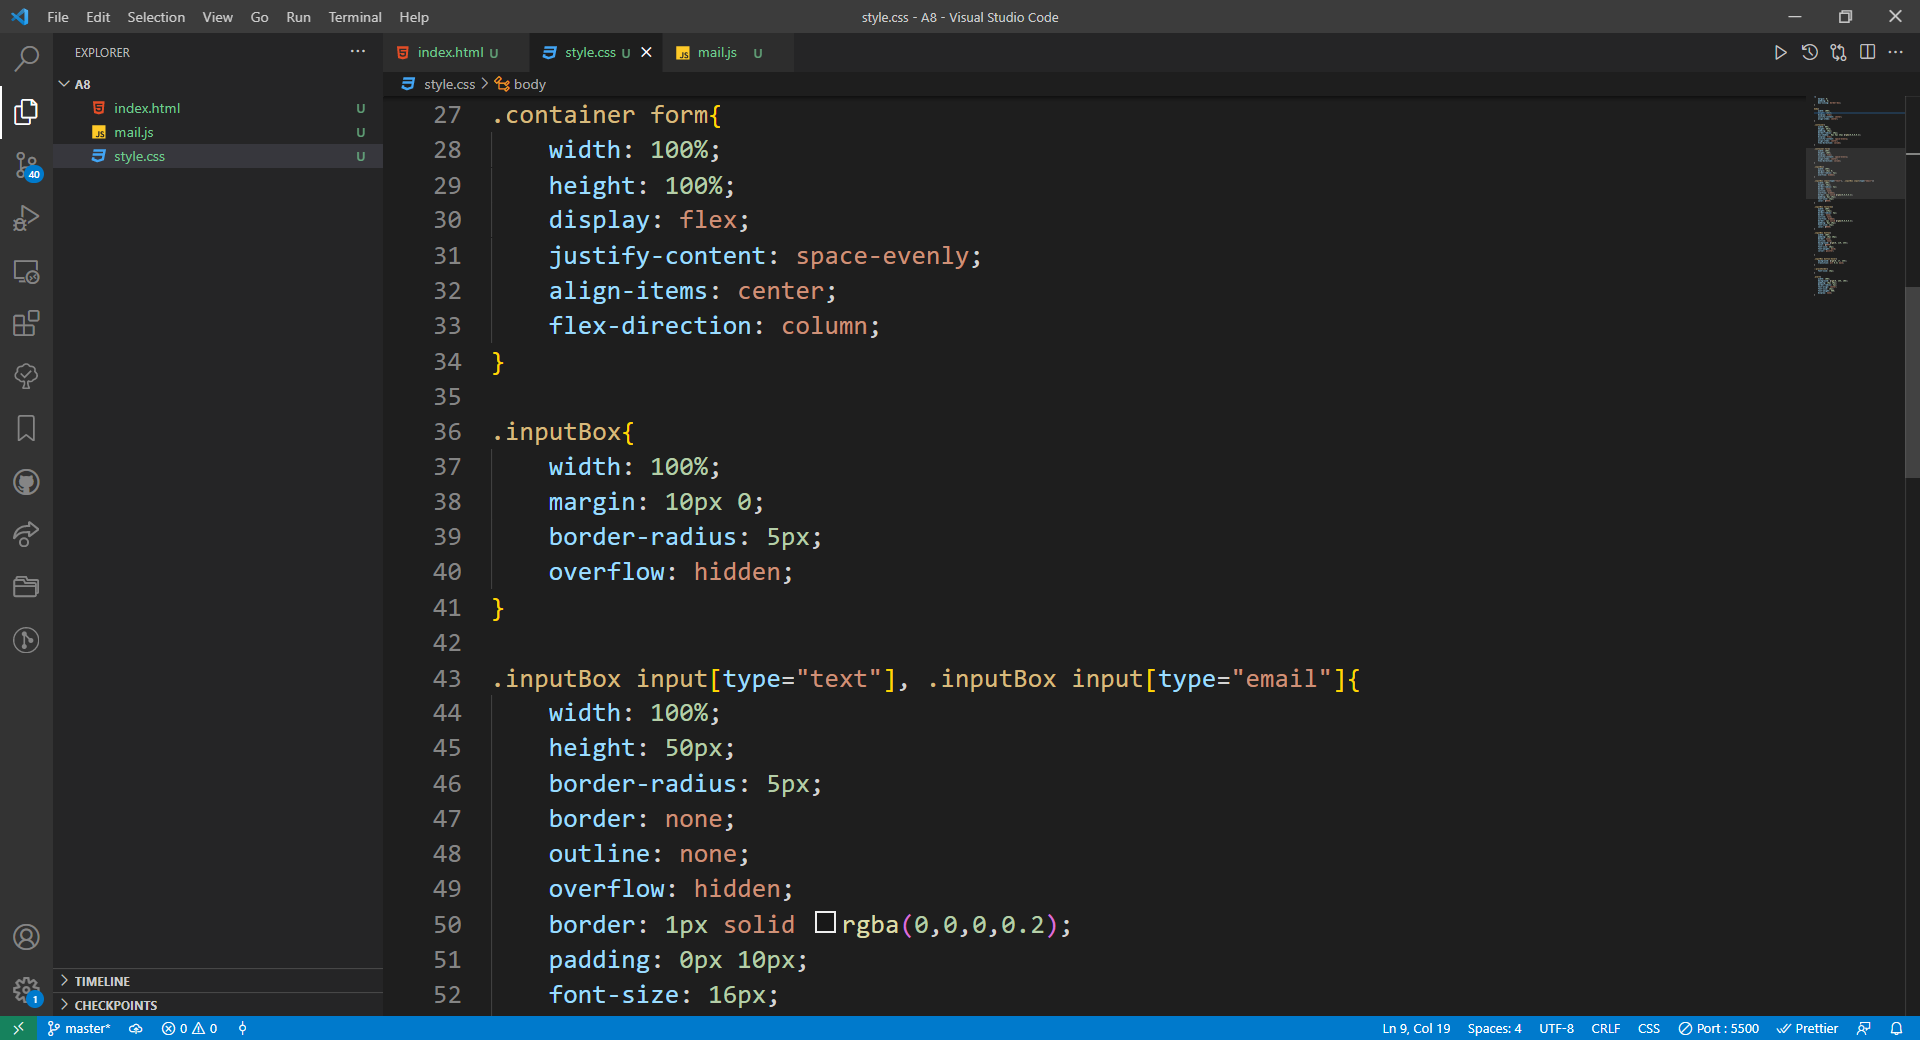 File Edit Selection View Go Run Terminal Help
style.css - A8 - Visual Studio Code
EXPLORER
A8
index.html U
mail.js U
style.css U
40
1
TIMELINE
CHECKPOINTS
index.html U
style.css U
mail.js U
style.css > body
27 .container form{
28     width: 100%;
29     height: 100%;
30     display: flex;
31     justify-content: space-evenly;
32     align-items: center;
33     flex-direction: column;
34 }
35
36 .inputBox{
37     width: 100%;
38     margin: 10px 0;
39     border-radius: 5px;
40     overflow: hidden;
41 }
42
43 .inputBox input[type="text"], .inputBox input[type="email"]{
44     width: 100%;
45     height: 50px;
46     border-radius: 5px;
47     border: none;
48     outline: none;
49     overflow: hidden;
50     border: 1px solid rgba(0,0,0,0.2);
51     padding: 0px 10px;
52     font-size: 16px;
master* 0 0
Ln 9, Col 19 Spaces: 4 UTF-8 CRLF CSS Port : 5500 Prettier